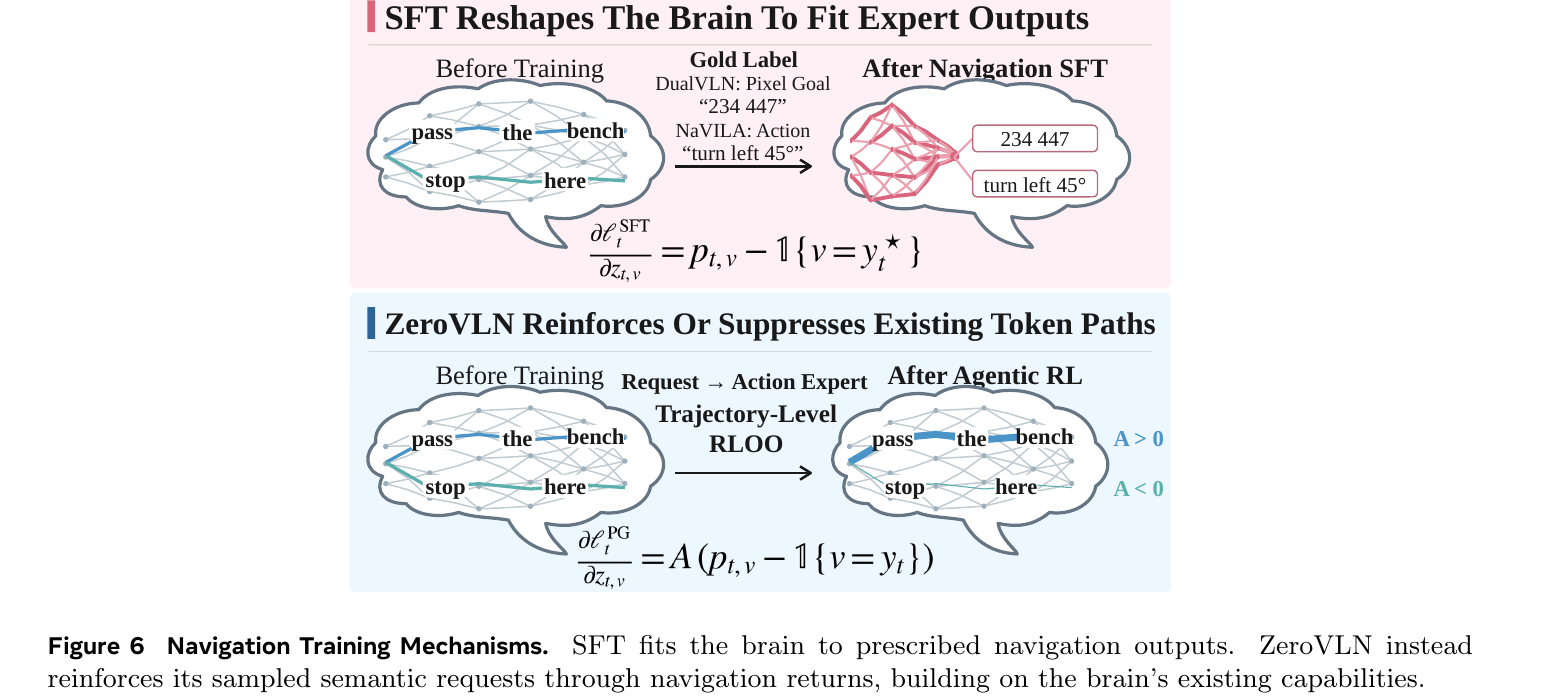 SFT Reshapes The Brain To Fit Expert Outputs
Before Training
Gold Label
After Navigation SFT
DualVLN: Pixel Goal
“234 447”
NaVILA: Action
“turn left 45°”
pass the bench
stop here
234 447
turn left 45°
∂ℓ_t^SFT / ∂z_{t,v} = p_{t,v} − 𝟙{v = y_t^★}
ZeroVLN Reinforces Or Suppresses Existing Token Paths
Before Training
Request → Action Expert
After Agentic RL
Trajectory-Level
RLOO
pass the bench
stop here
pass the bench
A > 0
stop here
A < 0
∂ℓ_t^PG / ∂z_{t,v} = A(p_{t,v} − 𝟙{v = y_t})
Figure 6 Navigation Training Mechanisms. SFT fits the brain to prescribed navigation outputs. ZeroVLN instead
reinforces its sampled semantic requests through navigation returns, building on the brain’s existing capabilities.